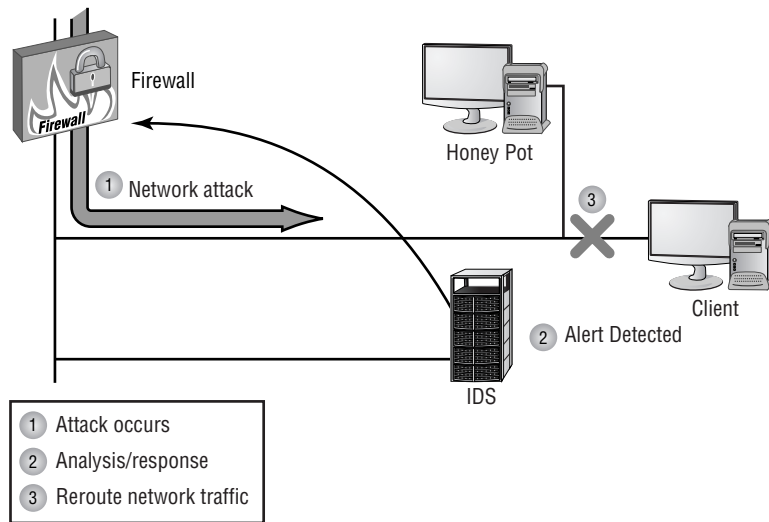 Firewall
Firewall
Honey Pot
1 Network attack
3
Client
2 Alert Detected
IDS
1 Attack occurs
2 Analysis/response
3 Reroute network traffic